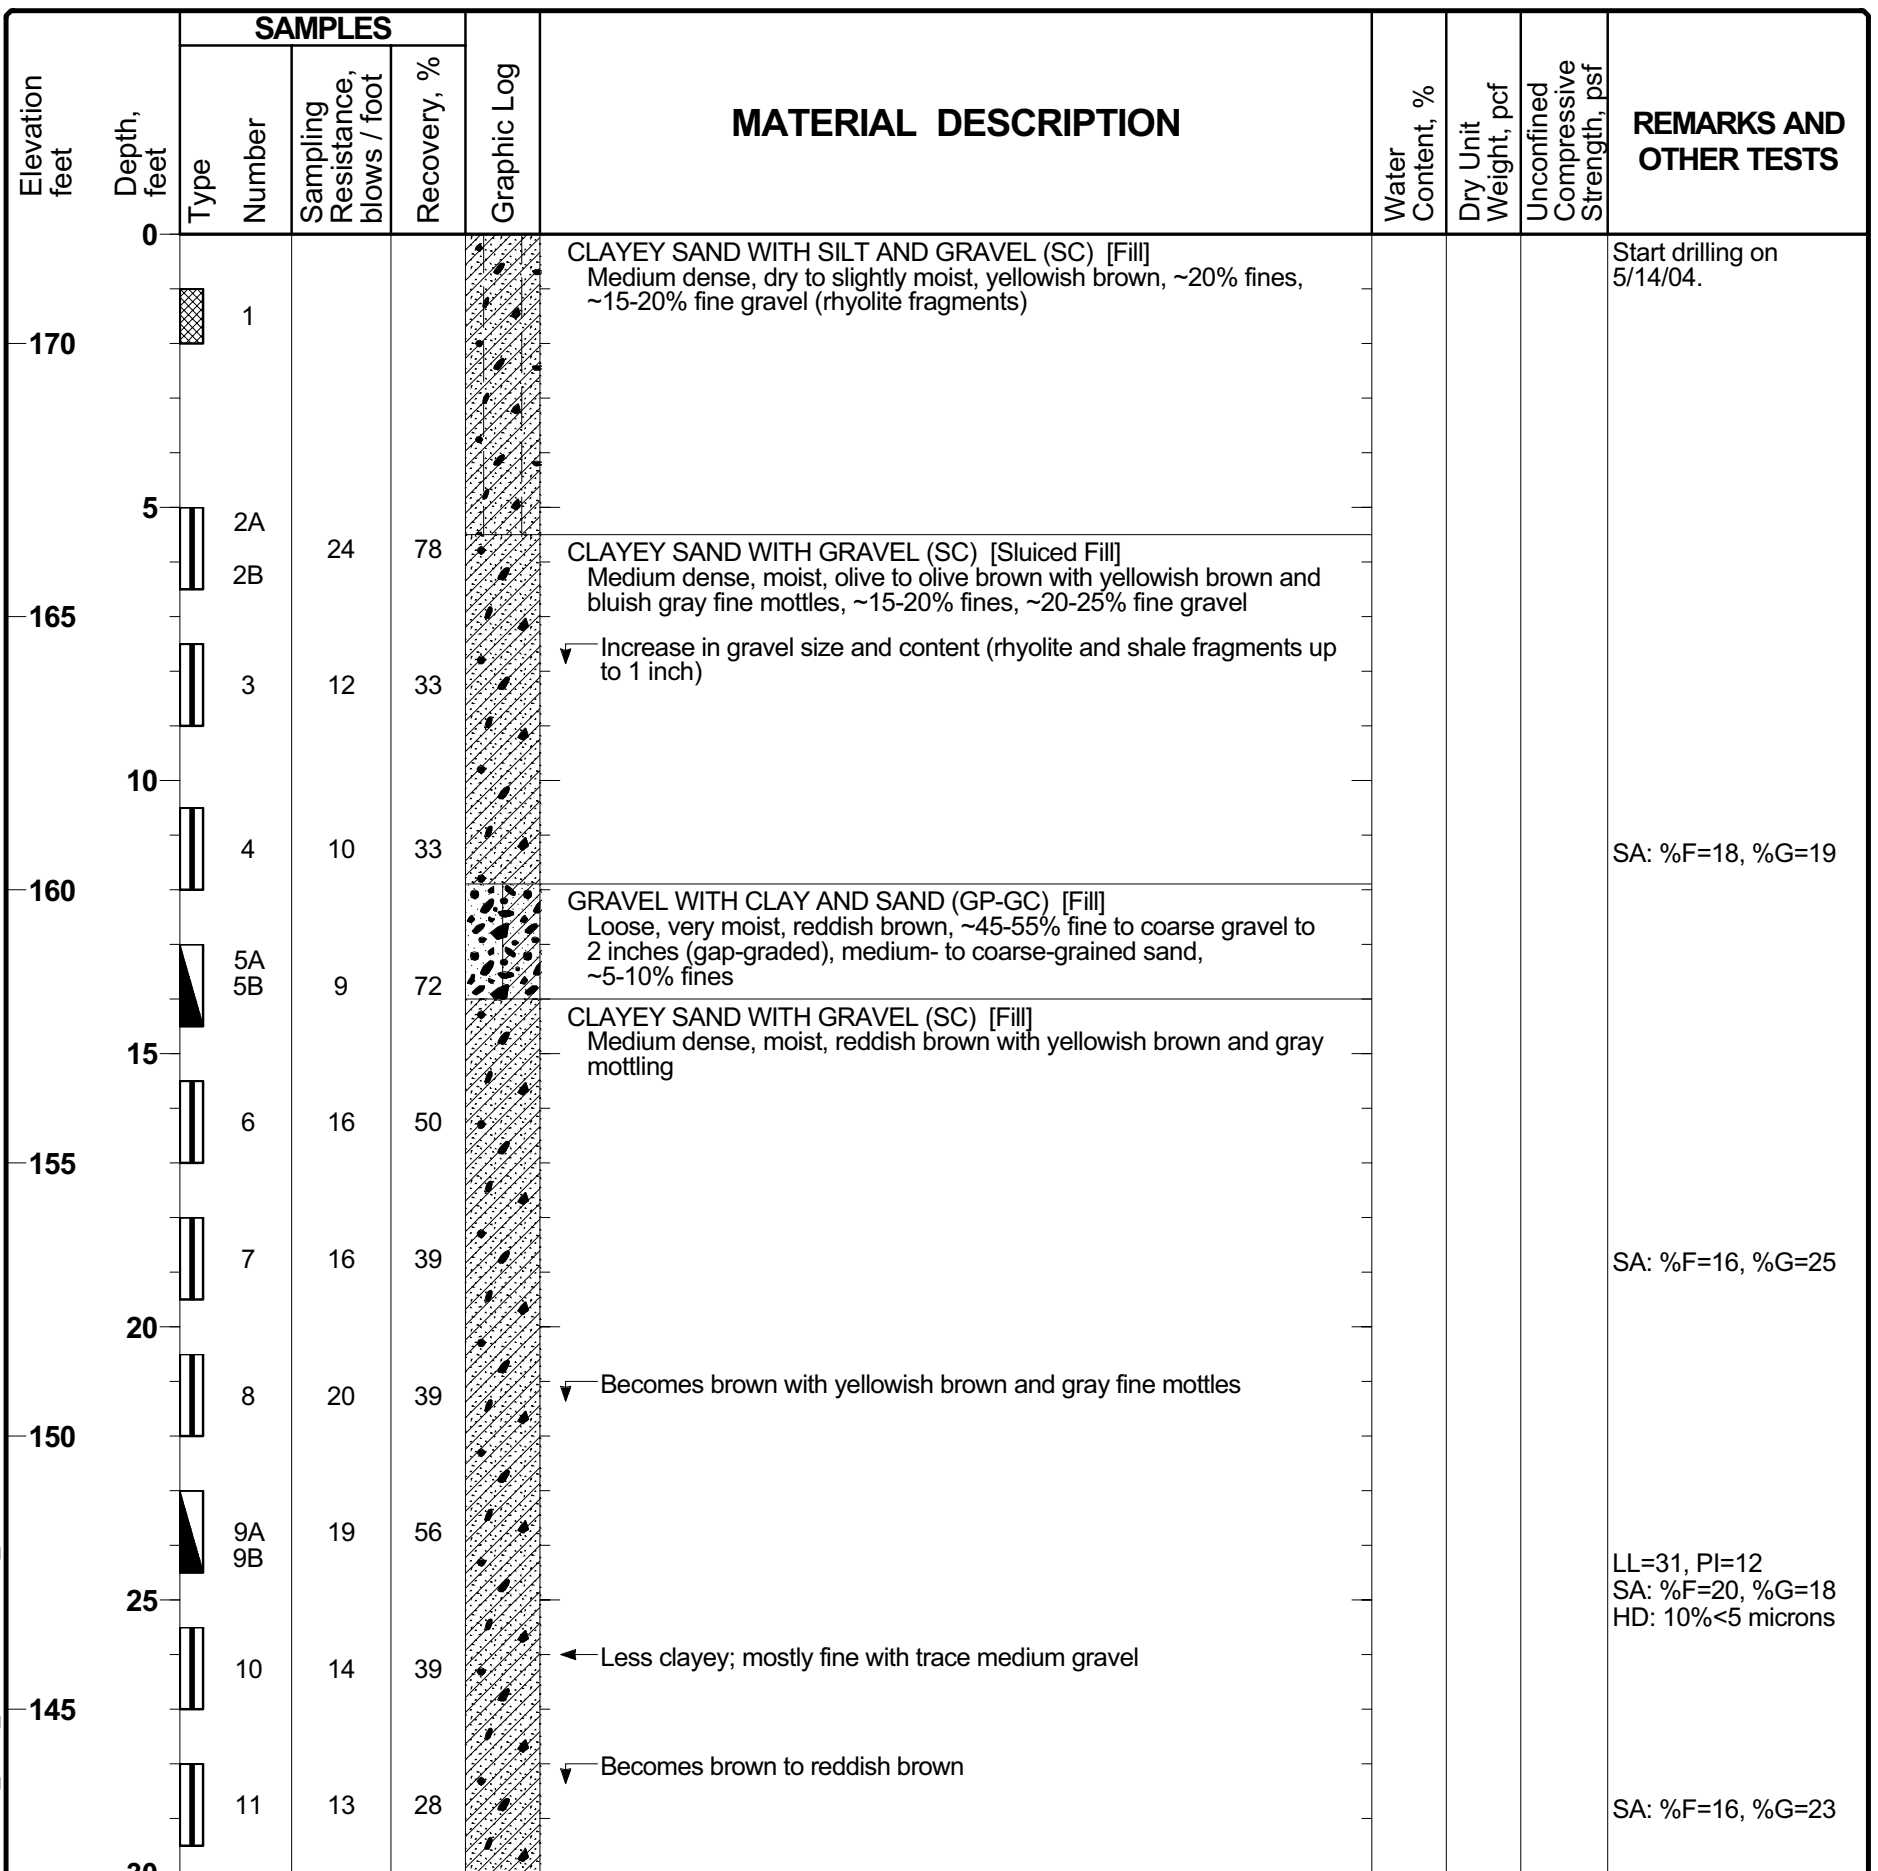 SAMPLES
Elevation
feet
Depth,
feet
Type
Number
Sampling
Resistance,
blows / foot
Recovery, %
Graphic Log
MATERIAL DESCRIPTION
Water
Content, %
Dry Unit
Weight, pcf
Unconfined
Compressive
Strength, psf
REMARKS AND
OTHER TESTS
0
CLAYEY SAND WITH SILT AND GRAVEL (SC) [Fill]
Medium dense, dry to slightly moist, yellowish brown, ~20% fines,
~15-20% fine gravel (rhyolite fragments)
Start drilling on
5/14/04.
1
170
5
2A
2B
24
78
CLAYEY SAND WITH GRAVEL (SC) [Sluiced Fill]
Medium dense, moist, olive to olive brown with yellowish brown and
bluish gray fine mottles, ~15-20% fines, ~20-25% fine gravel
165
Increase in gravel size and content (rhyolite and shale fragments up
to 1 inch)
3
12
33
10
4
10
33
SA: %F=18, %G=19
160
GRAVEL WITH CLAY AND SAND (GP-GC) [Fill]
Loose, very moist, reddish brown, ~45-55% fine to coarse gravel to
2 inches (gap-graded), medium- to coarse-grained sand,
~5-10% fines
5A
5B
9
72
CLAYEY SAND WITH GRAVEL (SC) [Fill]
Medium dense, moist, reddish brown with yellowish brown and gray
mottling
15
6
16
50
155
7
16
39
SA: %F=16, %G=25
20
Becomes brown with yellowish brown and gray fine mottles
8
20
39
150
9A
9B
19
56
LL=31, PI=12
SA: %F=20, %G=18
HD: 10%<5 microns
25
Less clayey; mostly fine with trace medium gravel
10
14
39
145
Becomes brown to reddish brown
11
13
28
SA: %F=16, %G=23